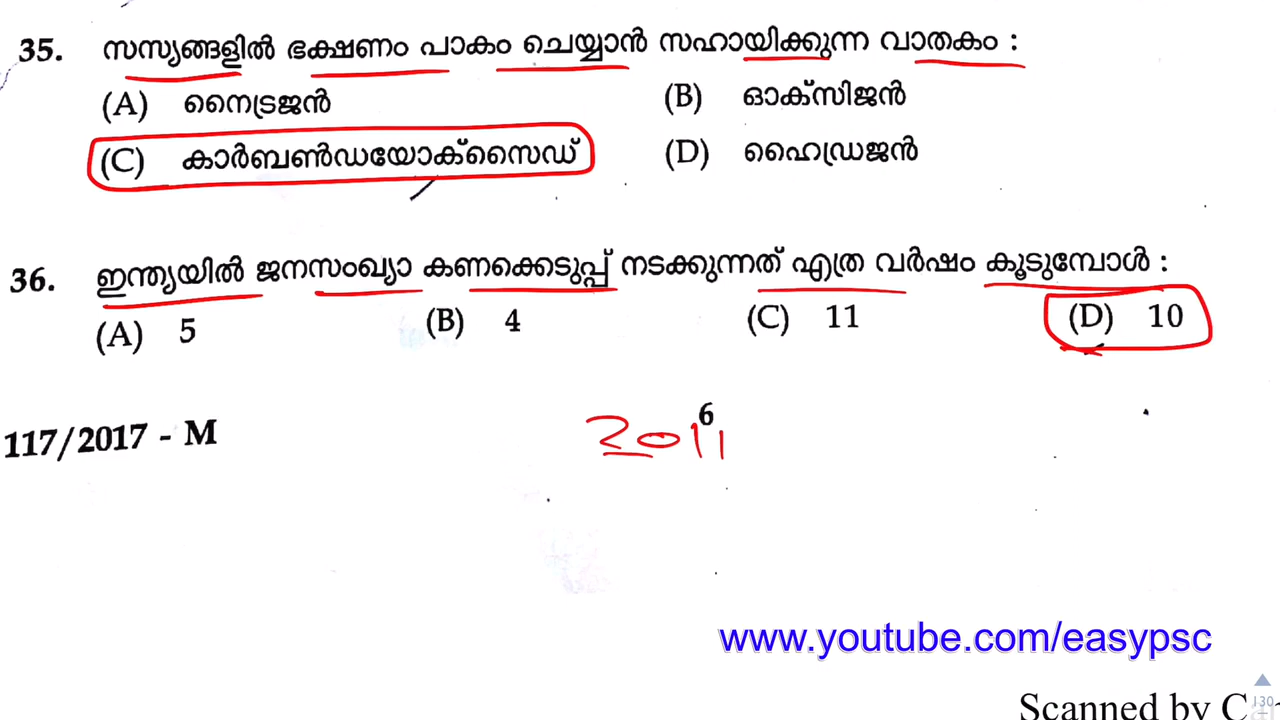 35. സസ്യങ്ങളിൽ ഭക്ഷണം പാകം ചെയ്യാൻ സഹായിക്കുന്ന വാതകം :
(A) നൈട്രജൻ (B) ഓക്സിജൻ
(C) കാർബൺഡയോക്സൈഡ് (D) ഹൈഡ്രജൻ
36. ഇന്ത്യയിൽ ജനസംഖ്യാ കണക്കെടുപ്പ് നടക്കുന്നത് എത്ര വർഷം കൂടുമ്പോൾ :
(A) 5 (B) 4 (C) 11 (D) 10
117/2017 - M 6
2011
www.youtube.com/easypsc
Scanned by
130